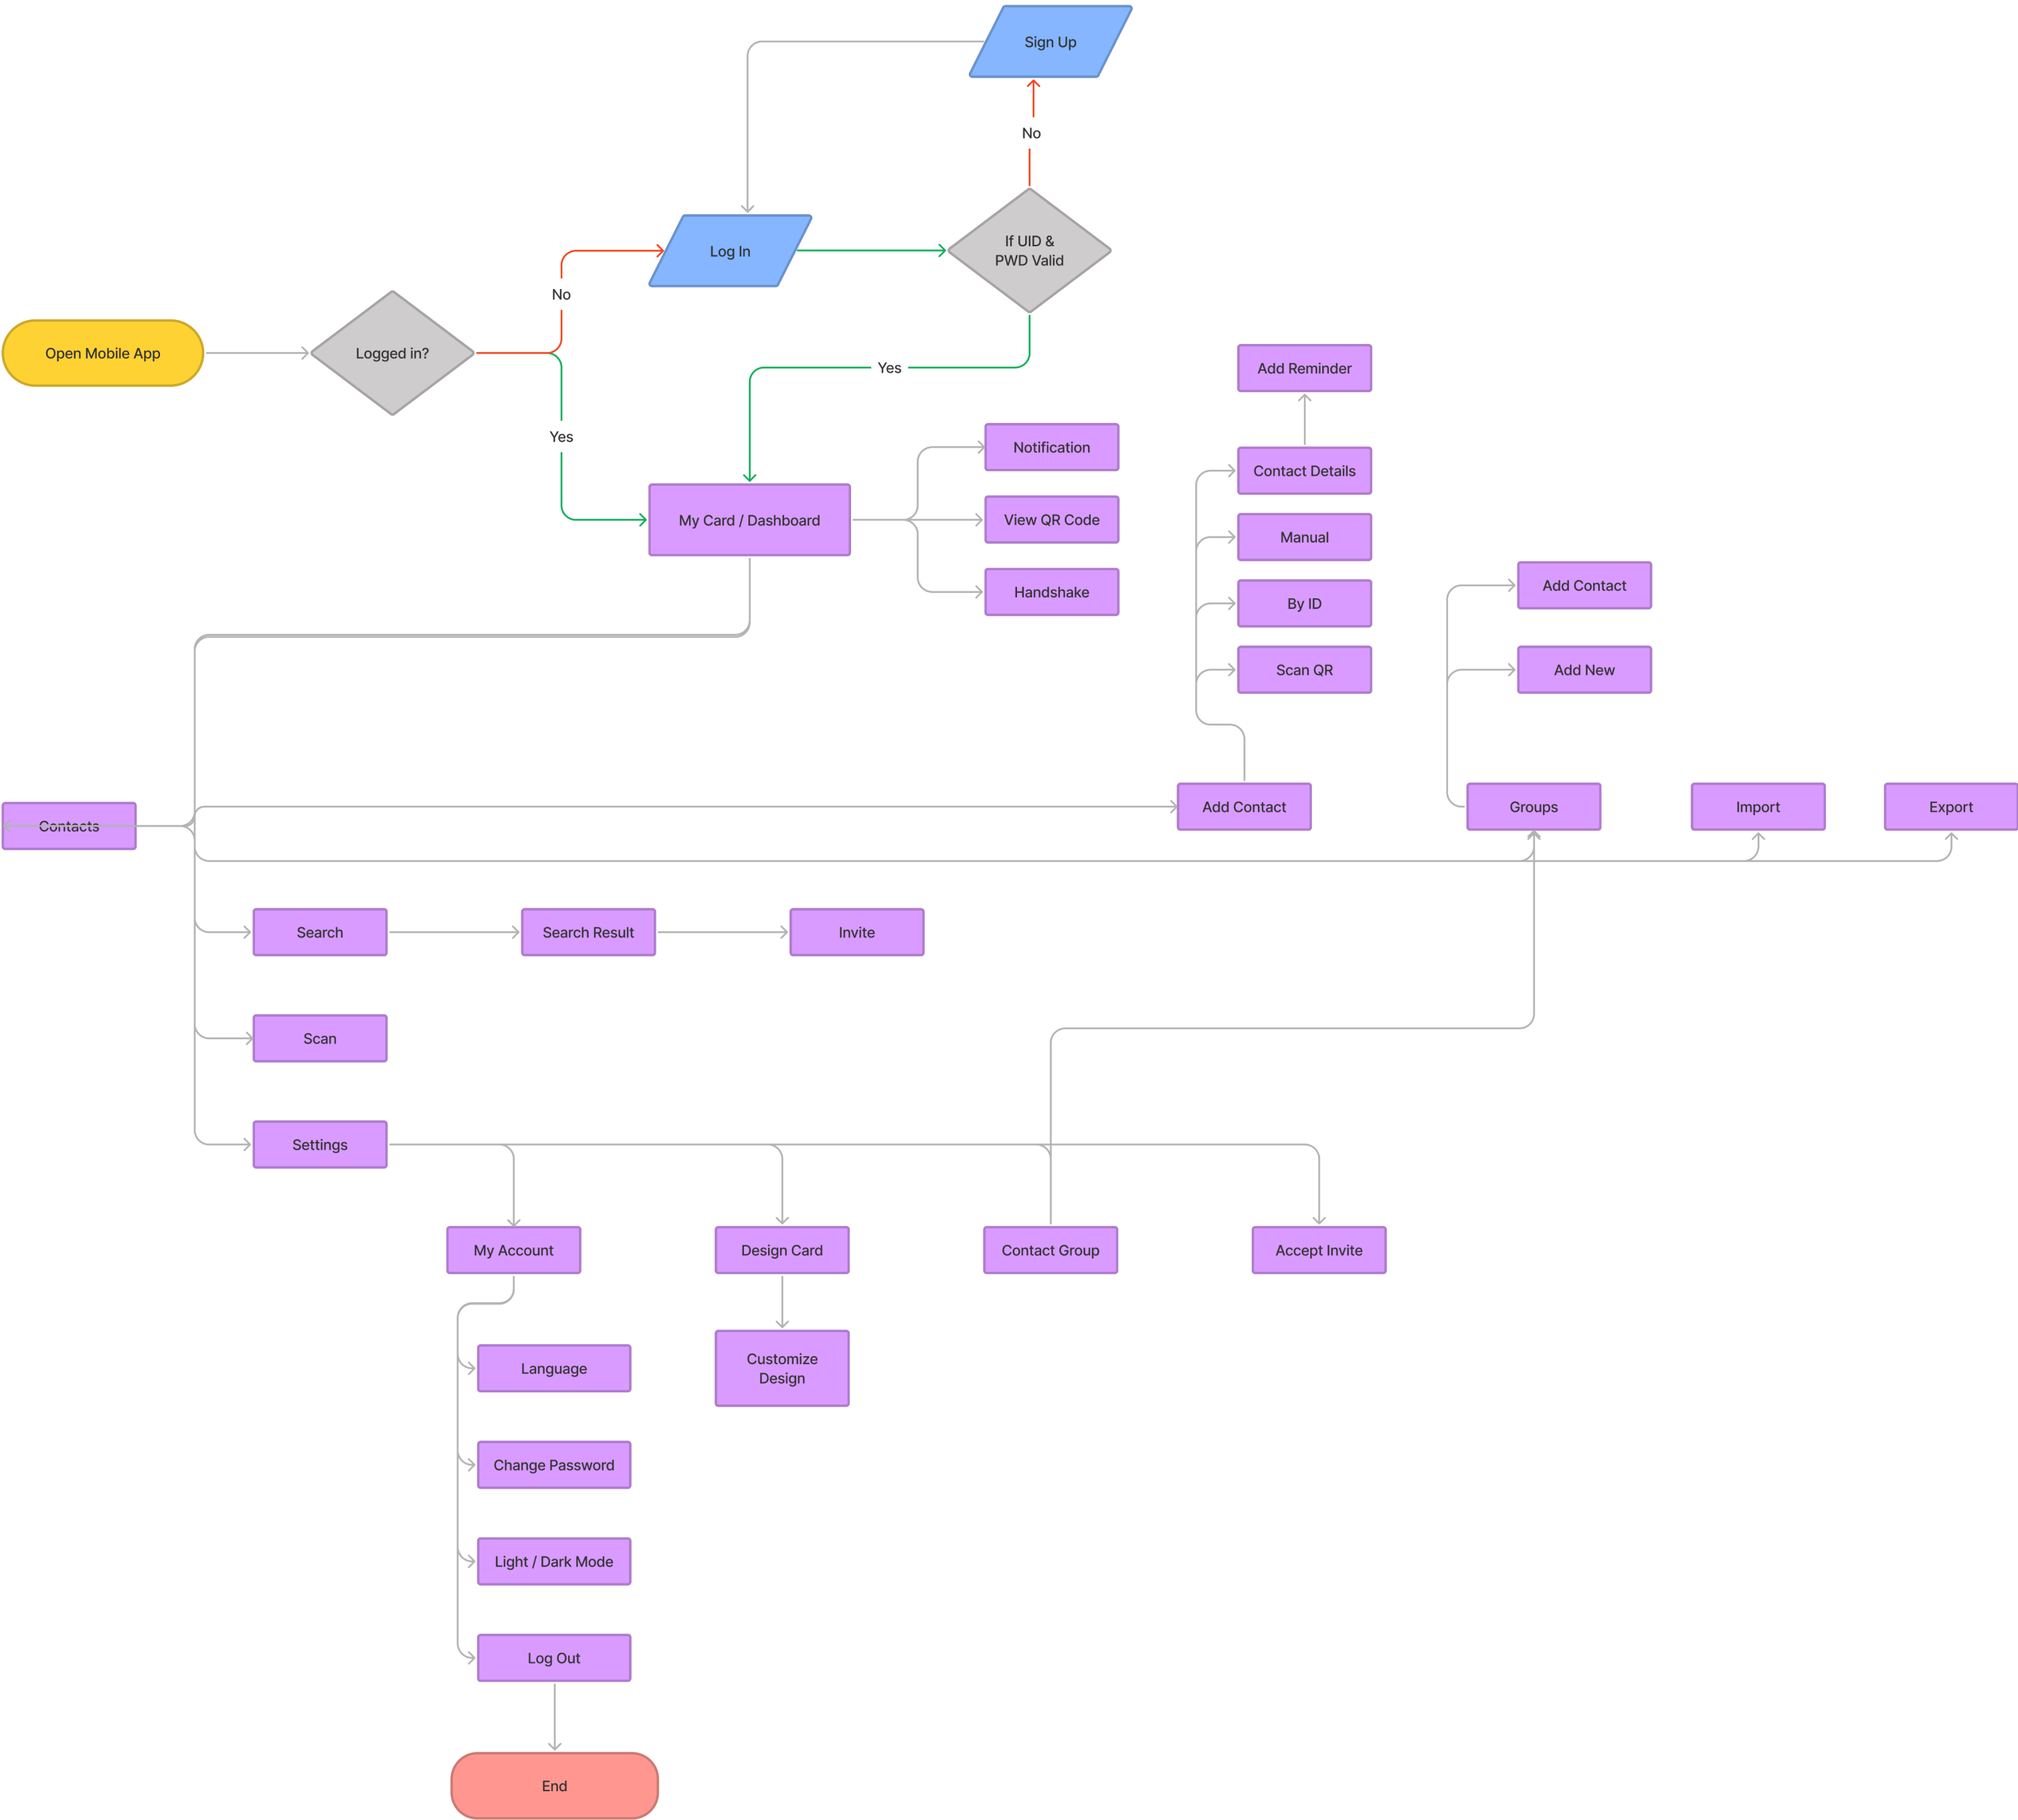 Sign Up
No
If UID &
PWD Valid
Log In
No
Open Mobile App
Logged in?
Yes
Add Reminder
Yes
Notification
Contact Details
My Card / Dashboard
View QR Code
Manual
Handshake
Add Contact
By ID
Scan QR
Add New
Contacts
Add Contact
Groups
Import
Export
Search
Search Result
Invite
Scan
Settings
My Account
Design Card
Contact Group
Accept Invite
Customize
Design
Language
Change Password
Light / Dark Mode
Log Out
End